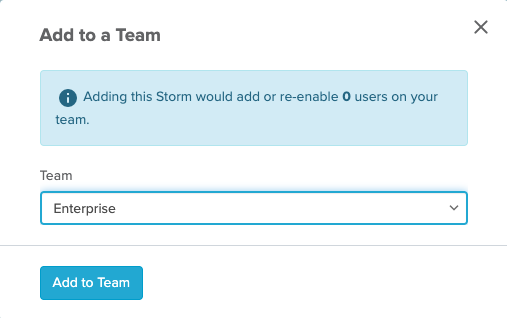 Add to a Team
Adding this Storm would add or re-enable 0 users on your
team.
Team
Enterprise
Add to Team